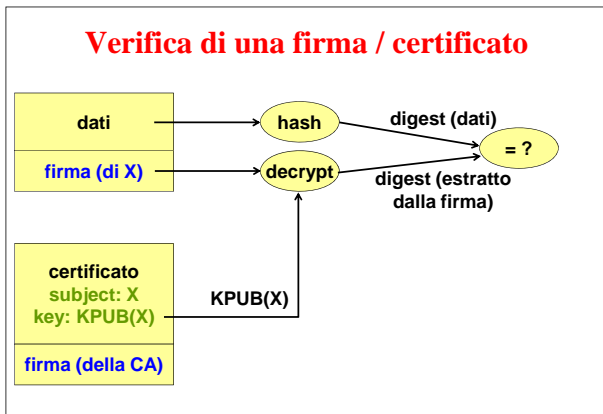 Verifica di una firma / certificato
dati
hash
digest (dati)
= ?
firma (di X)
decrypt
digest (estratto
dalla firma)
certificato
subject: X
key: KPUB(X)
KPUB(X)
firma (della CA)